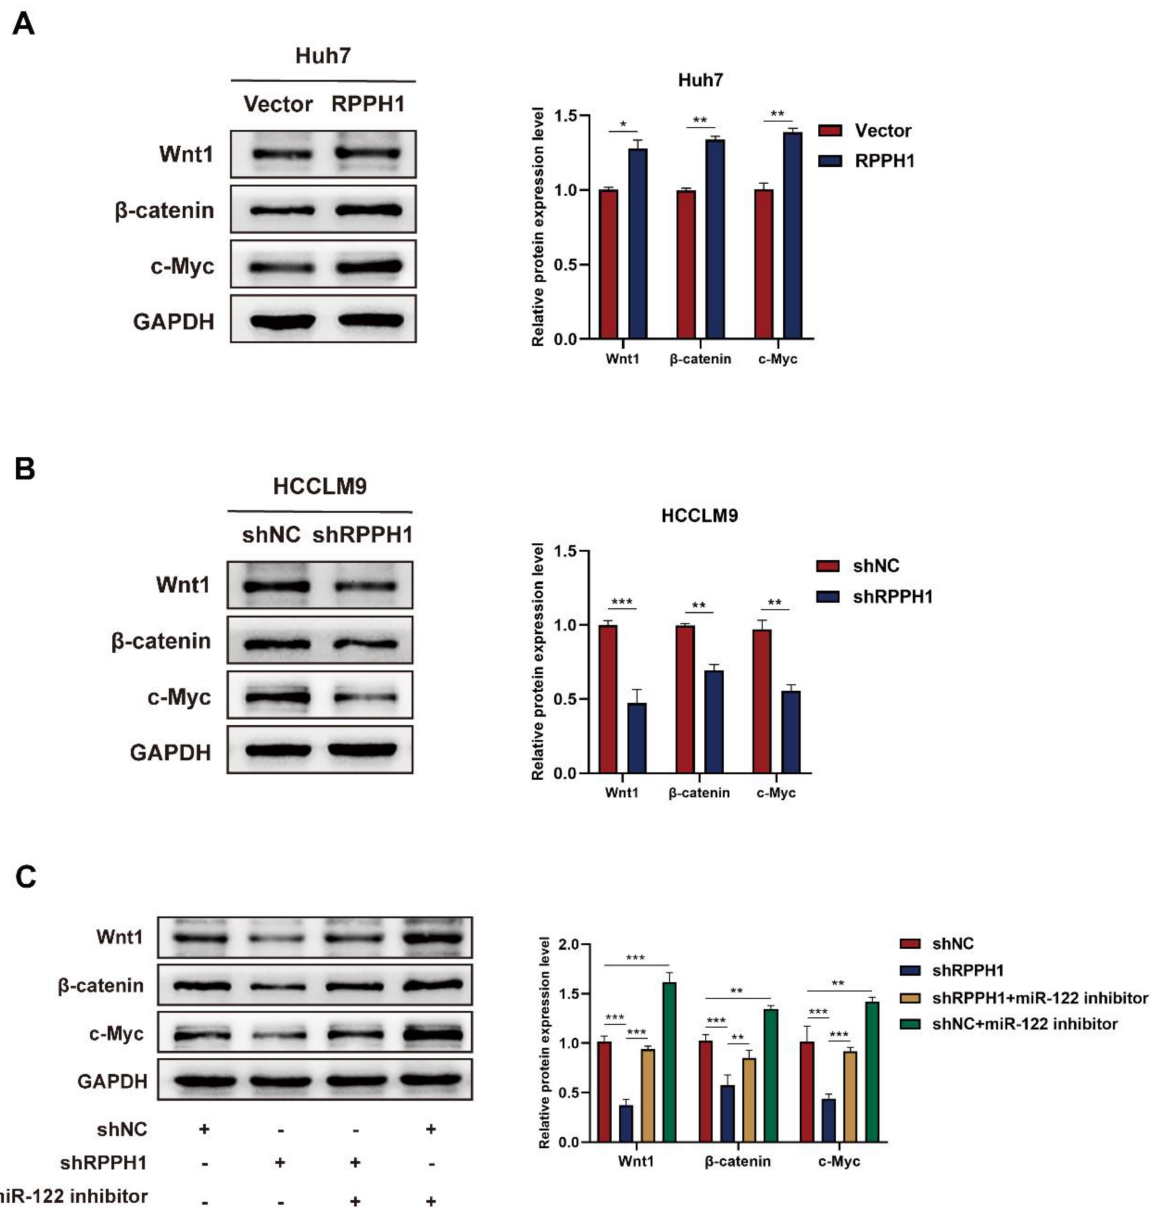 A
Huh7
Vector RPPH1
Wnt1
β-catenin
c-Myc
GAPDH
Huh7
Relative protein expression level
1.5
1.0
0.5
0.0
* ** **
Wnt1 β-catenin c-Myc
Vector
RPPH1
B
HCCLM9
shNC shRPPH1
Wnt1
β-catenin
c-Myc
GAPDH
HCCLM9
Relative protein expression level
1.5
1.0
0.5
0.0
*** ** **
Wnt1 β-catenin c-Myc
shNC
shRPPH1
C
Wnt1
β-catenin
c-Myc
GAPDH
shNC + - - +
shRPPH1 - + + -
miR-122 inhibitor - - + +
Relative protein expression level
2.0
1.5
1.0
0.5
0.0
*** ** **
*** *** ***
*** ** ***
Wnt1 β-catenin c-Myc
shNC
shRPPH1
shRPPH1+miR-122 inhibitor
shNC+miR-122 inhibitor